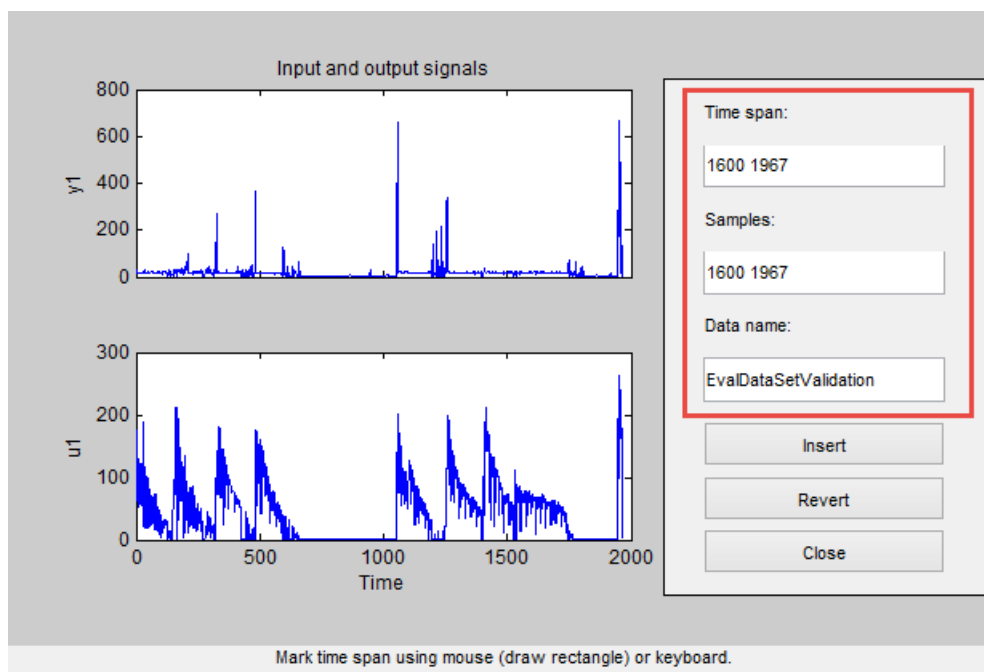 Input and output signals
800
600
400
200
0
y1
300
200
100
0
u1
0 500 1000 1500 2000
Time
Time span:
1600 1967
Samples:
1600 1967
Data name:
EvalDataSetValidation
Insert
Revert
Close
Mark time span using mouse (draw rectangle) or keyboard.